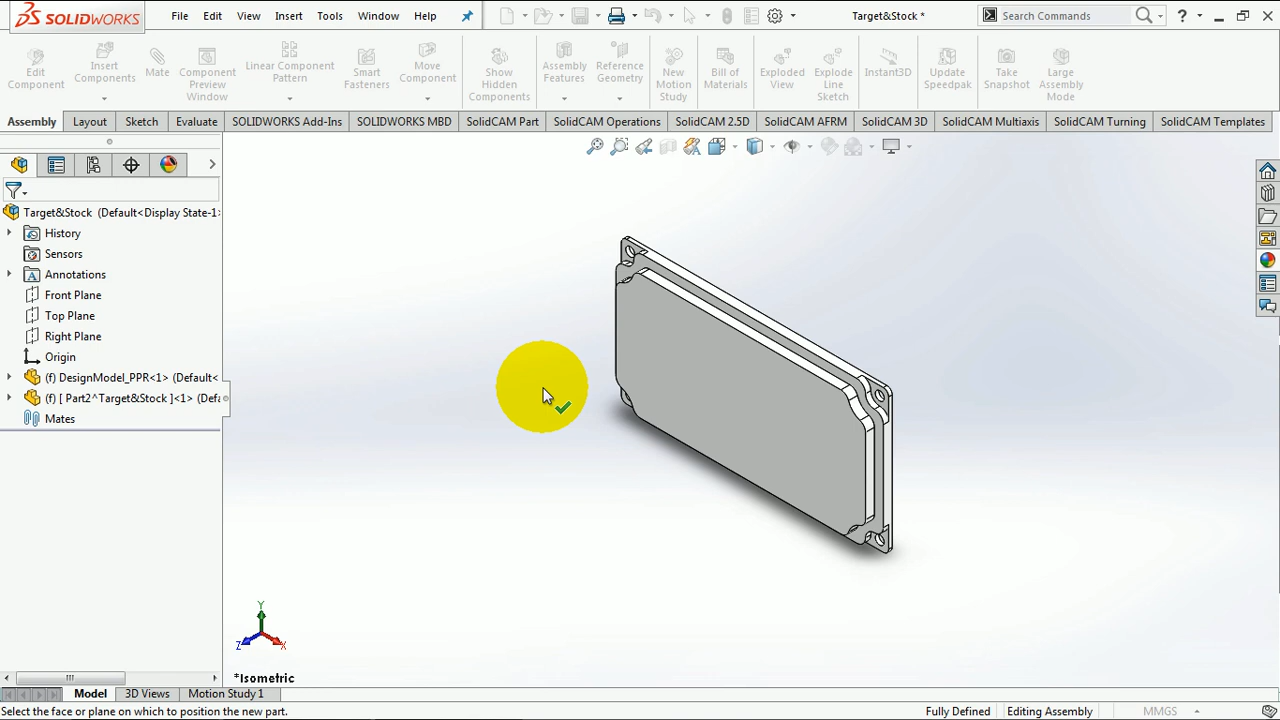 SOLIDWORKS
File Edit View Insert Tools Window Help
Target&Stock *
Search Commands
Edit Component
Insert Components
Mate
Component Preview Window
Linear Component Pattern
Smart Fasteners
Move Component
Show Hidden Components
Assembly Features
Reference Geometry
New Motion Study
Bill of Materials
Exploded View
Explode Line Sketch
Instant3D
Update Speedpak
Take Snapshot
Large Assembly Mode
Assembly Layout Sketch Evaluate SOLIDWORKS Add-Ins SOLIDWORKS MBD SolidCAM Part SolidCAM Operations SolidCAM 2.5D SolidCAM AFRM SolidCAM 3D SolidCAM Multiaxis SolidCAM Turning SolidCAM Templates
Target&Stock (Default<Display State-1>
History
Sensors
Annotations
Front Plane
Top Plane
Right Plane
Origin
(f) DesignModel_PPR<1> (Default<
(f) [ Part2^Target&Stock ]<1> (Defa
Mates
Y
Z X
*Isometric
Model 3D Views Motion Study 1
Select the face or plane on which to position the new part.
Fully Defined Editing Assembly MMGS